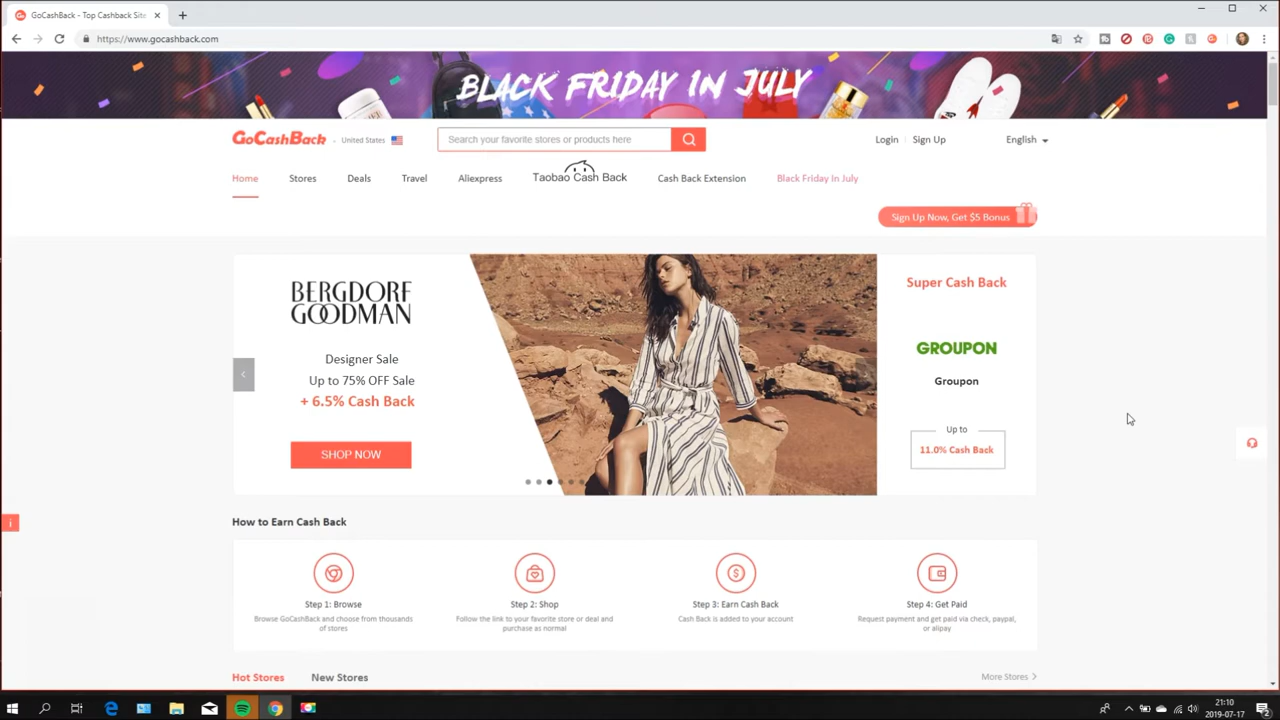 GoCashBack - Top Cashback Site
https://www.gocashback.com
BLACK FRIDAY IN JULY
GoCashBack
United States
Search your favorite stores or products here
Login
Sign Up
English
Home
Stores
Deals
Travel
Aliexpress
Taobao Cash Back
Cash Back Extension
Black Friday In July
Sign Up Now, Get $5 Bonus
BERGDORF
GOODMAN
Designer Sale
Up to 75% OFF Sale
+ 6.5% Cash Back
SHOP NOW
Super Cash Back
GROUPON
Groupon
Up to
11.0% Cash Back
How to Earn Cash Back
Step 1: Browse
Browse GoCashBack and choose from thousands
of stores
Step 2: Shop
Follow the link to your favorite store or deal and
purchase as normal
Step 3: Earn Cash Back
Cash Back is added to your account
Step 4: Get Paid
Request payment and get paid via check, paypal,
or alipay
Hot Stores
New Stores
More Stores
21:10
2019-07-17